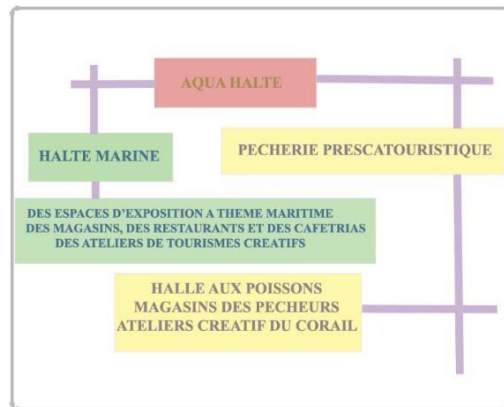 AQUA HALTE
HALTE MARINE
PECHERIE PRESCATOURISTIQUE
DES ESPACES D'EXPOSITION A THEME MARITIME
DES MAGASINS, DES RESTAURANTS ET DES CAFETRIAS
DES ATELIERS DE TOURISMES CREATIFS
HALLE AUX POISSONS
MAGASINS DES PECHEURS
ATELIERS CREATIF DU CORAIL